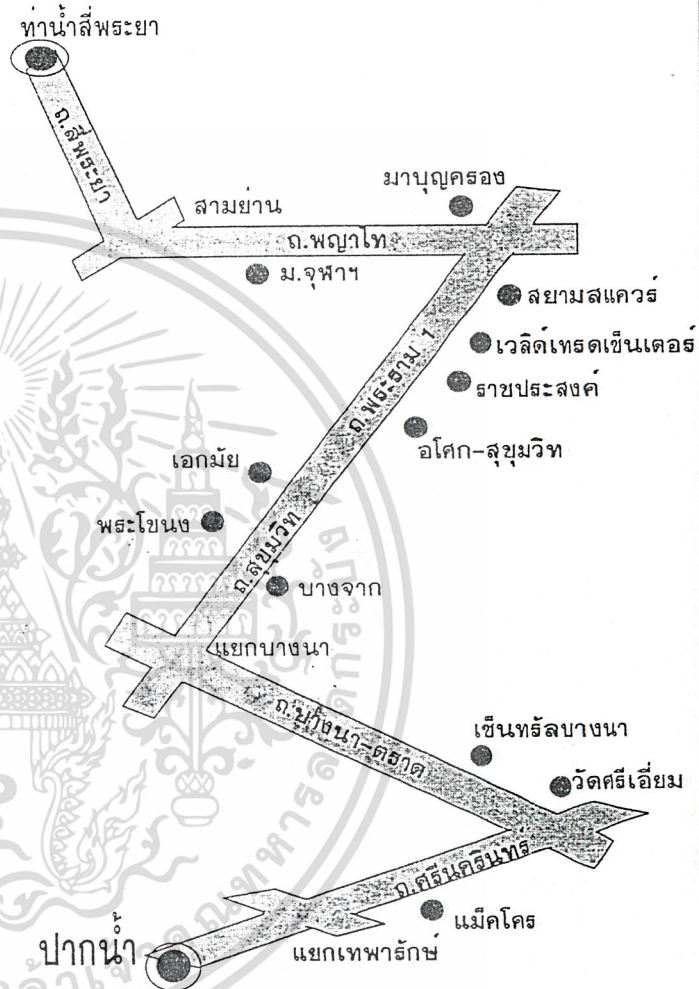 ท่าน้ำสี่พระยา
ถ.สี่พระยา
สามย่าน
มาบุญครอง
ถ.พญาไท
ม.จุฬาฯ
สยามสแควร์
เวลิด์เทรดเซ็นเตอร์
ราชประสงค์
ถ.พระราม 1
อโศก-สุขุมวิท
เอกมัย
พระโขนง
ถ.สุขุมวิท
บางจาก
แยกบางนา
ถ.บางนา-ตราด
เซ็นทรัลบางนา
วัดศรีเอี่ยม
ถ.ศรีนครินทร์
แม็คโคร
แยกเทพารักษ์
ปากน้ำ